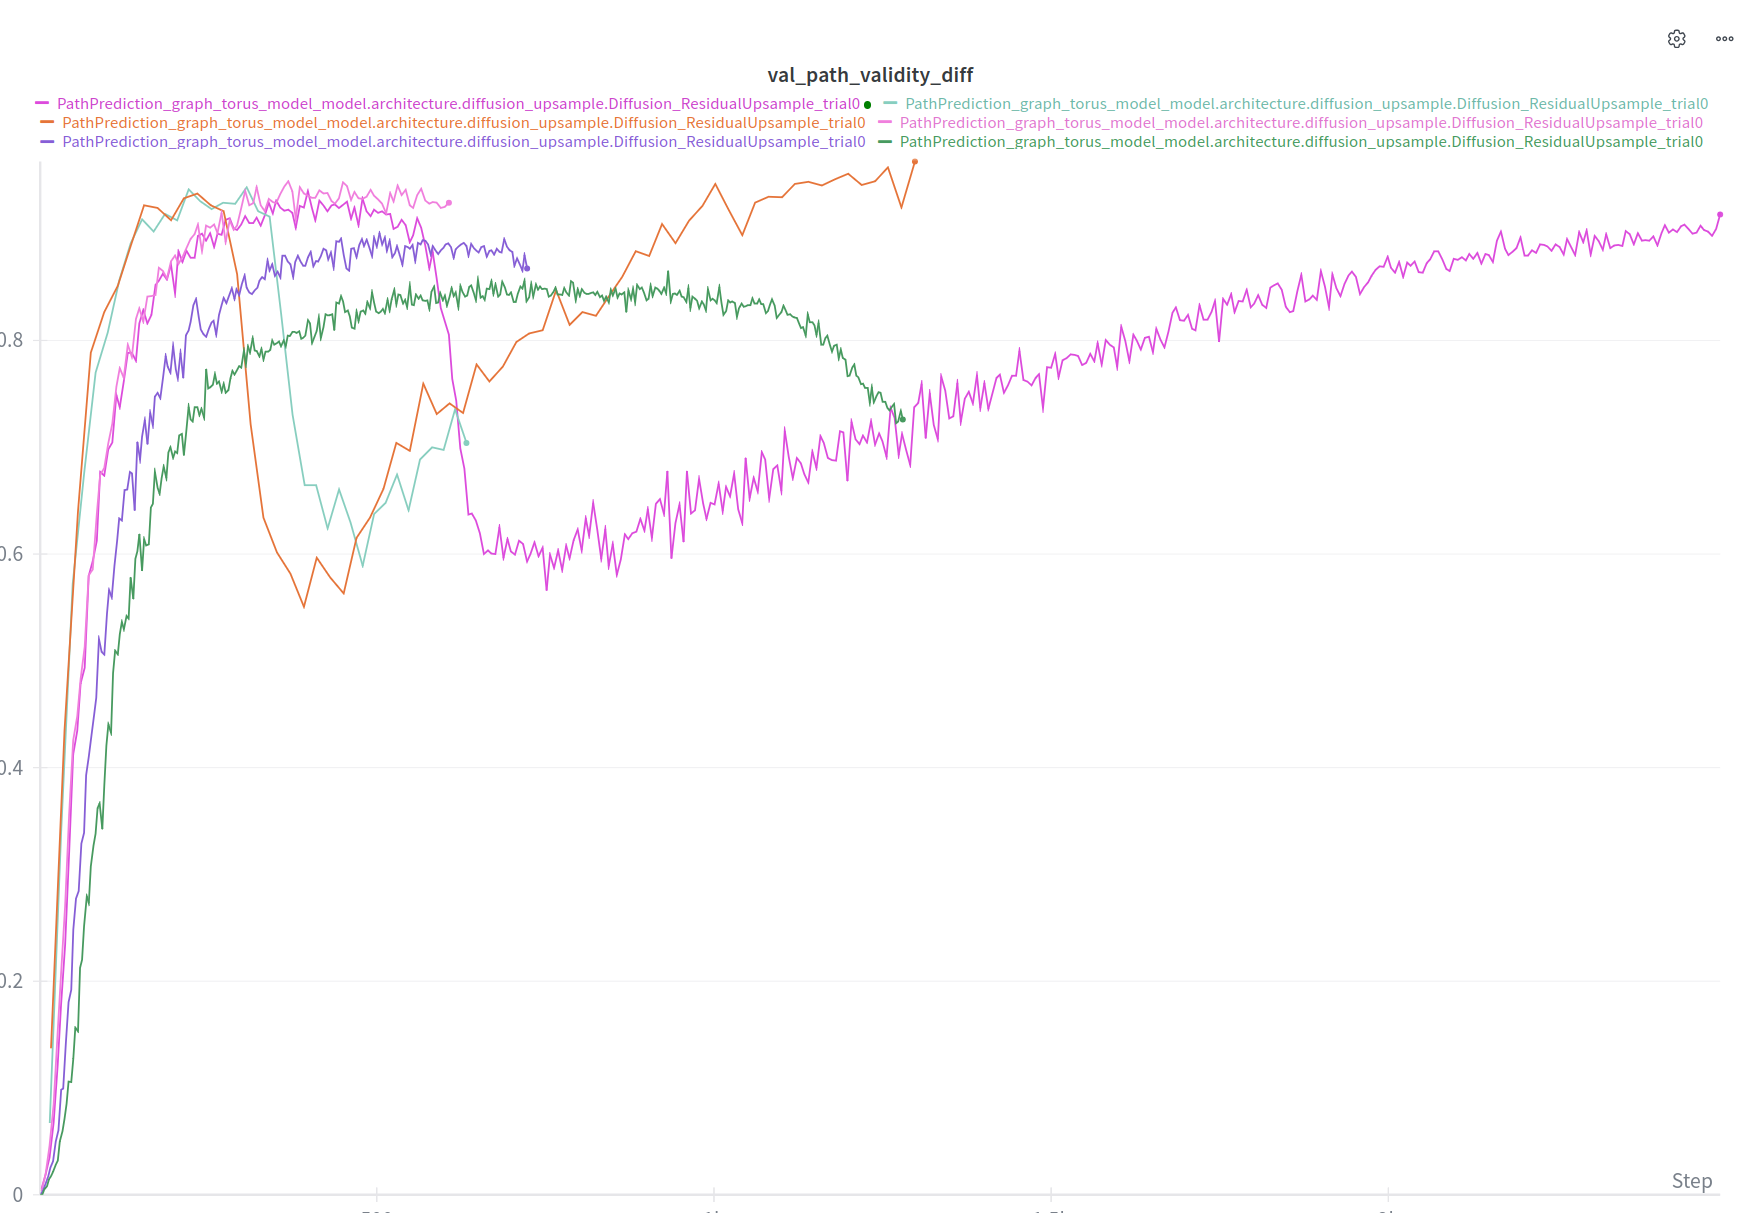 val_path_validity_diff
PathPrediction_graph_torus_model_model.architecture.diffusion_upsample.Diffusion_ResidualUpsample_trial0 PathPrediction_graph_torus_model_model.architecture.diffusion_upsample.Diffusion_ResidualUpsample_trial0
PathPrediction_graph_torus_model_model.architecture.diffusion_upsample.Diffusion_ResidualUpsample_trial0 PathPrediction_graph_torus_model_model.architecture.diffusion_upsample.Diffusion_ResidualUpsample_trial0
PathPrediction_graph_torus_model_model.architecture.diffusion_upsample.Diffusion_ResidualUpsample_trial0 PathPrediction_graph_torus_model_model.architecture.diffusion_upsample.Diffusion_ResidualUpsample_trial0
0.8
0.6
0.4
0.2
0
Step